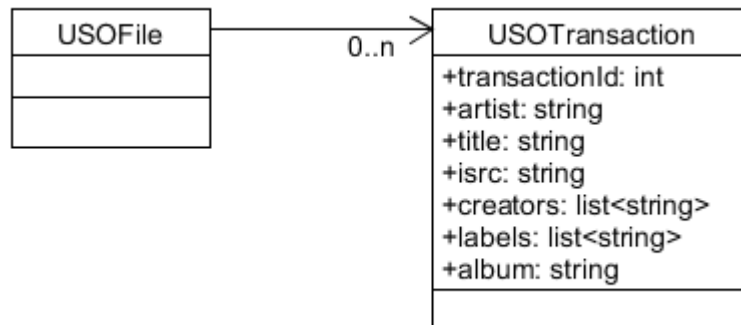 USOFile
0..n
USOTransaction
+transactionId: int
+artist: string
+title: string
+isrc: string
+creators: list<string>
+labels: list<string>
+album: string